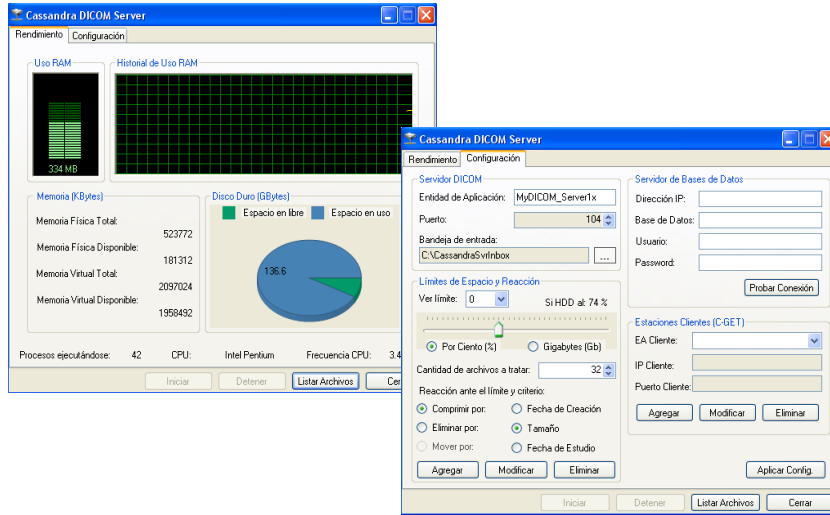 Cassandra DICOM Server
Rendimiento Configuración
Uso RAM Historial de Uso RAM
334 MB
Memoria (KBytes) Disco Duro (GBytes)
Espacio en libre Espacio en uso
Memoria Física Total:
523772
Memoria Física Disponible:
181312
Memoria Virtual Total:
2097024
Memoria Virtual Disponible:
1958492
136.6
Procesos ejecutándose: 42 CPU: Intel Pentium Frecuencia CPU: 3.4
Iniciar Detener Listar Archivos
Cassandra DICOM Server
Rendimiento Configuración
Servidor DICOM
Entidad de Aplicación: MyDICOM_Server1x
Puerto: 104
Bandeja de entrada:
C:\CassandraSvrInbox ...
Límites de Espacio y Reacción
Ver límite: 0 Si HDD al: 74 %
Por Ciento (%) Gigabytes (Gb)
Cantidad de archivos a tratar: 32
Reacción ante el límite y criterio:
Comprimir por: Fecha de Creación
Eliminar por: Tamaño
Mover por: Fecha de Estudio
Agregar Modificar Eliminar
Servidor de Bases de Datos
Dirección IP:
Base de Datos:
Usuario:
Password:
Probar Conexión
Estaciones Clientes (C-GET)
EA Cliente:
IP Cliente:
Puerto Cliente:
Agregar Modificar Eliminar
Aplicar Config.
Iniciar Detener Listar Archivos Cerrar